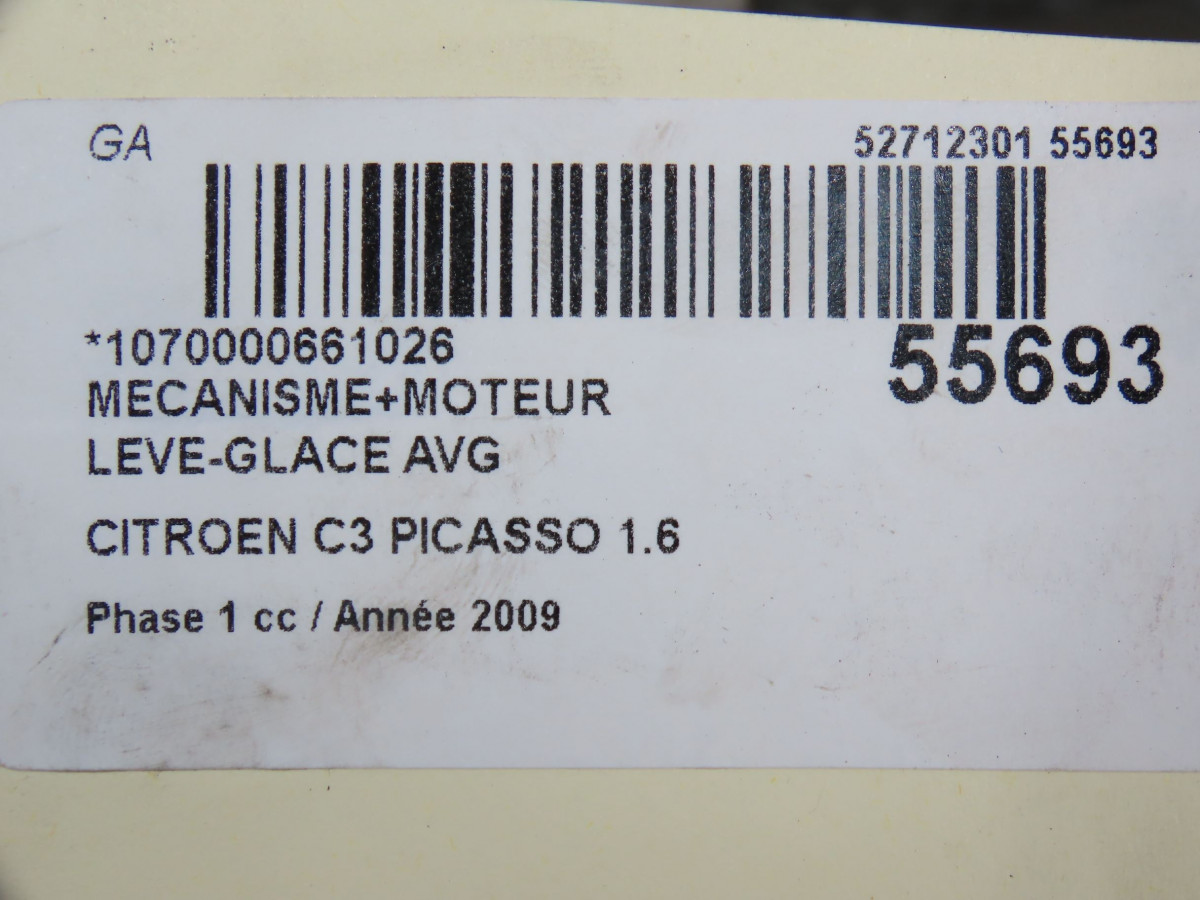 GA
52712301 55693
*1070000661026
55693
MECANISME+MOTEUR
LEVE-GLACE AVG
CITROEN C3 PICASSO 1.6
Phase 1 cc / Année 2009